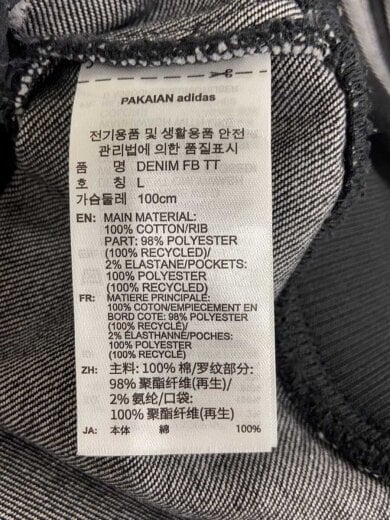 PAKAIAN adidas
전기용품 및 생활용품 안전
관리법에 의한 품질표시
품 명 DENIM FB TT
호 칭 L
가슴둘레 100cm
EN: MAIN MATERIAL:
100% COTTON/RIB
PART: 98% POLYESTER
(100% RECYCLED)/
2% ELASTANE/POCKETS:
100% POLYESTER
(100% RECYCLED)
FR: MATIERE PRINCIPALE:
100% COTON/EMPIECEMENT EN
BORD COTE: 98% POLYESTER
(100% RECYCLÉ)/
2% ELASTHANNE/POCHES:
100% POLYESTER
(100% RECYCLÉ)
ZH: 主料: 100% 棉/罗纹部分:
98% 聚酯纤维(再生)/
2% 氨纶/口袋:
100% 聚酯纤维(再生)
JA: 本体 綿 100%